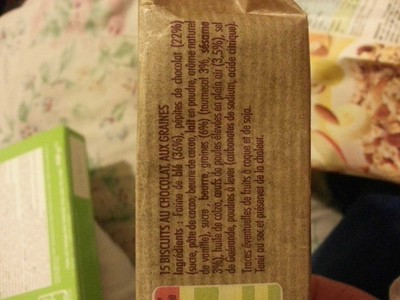 15 BISCUITS AU CHOCOLAT, AUX GRAINES
Ingrédients : Farine de blé (36%), pépites de chocolat (22%)
(sucre, pâte de cacao, beurre de cacao, lait en poudre, arôme naturel
de vanille), sucre, beurre, graines (6%) (tournesol 3%, sésame
3%), huile de colza, œufs de poules élevées en plein air (3,5%), sel
de Guérande, poudres à lever (carbonates de sodium, acide citrique).
Traces éventuelles de fruits à coque et de soja.
Tenir au sec et préserver de la chaleur.